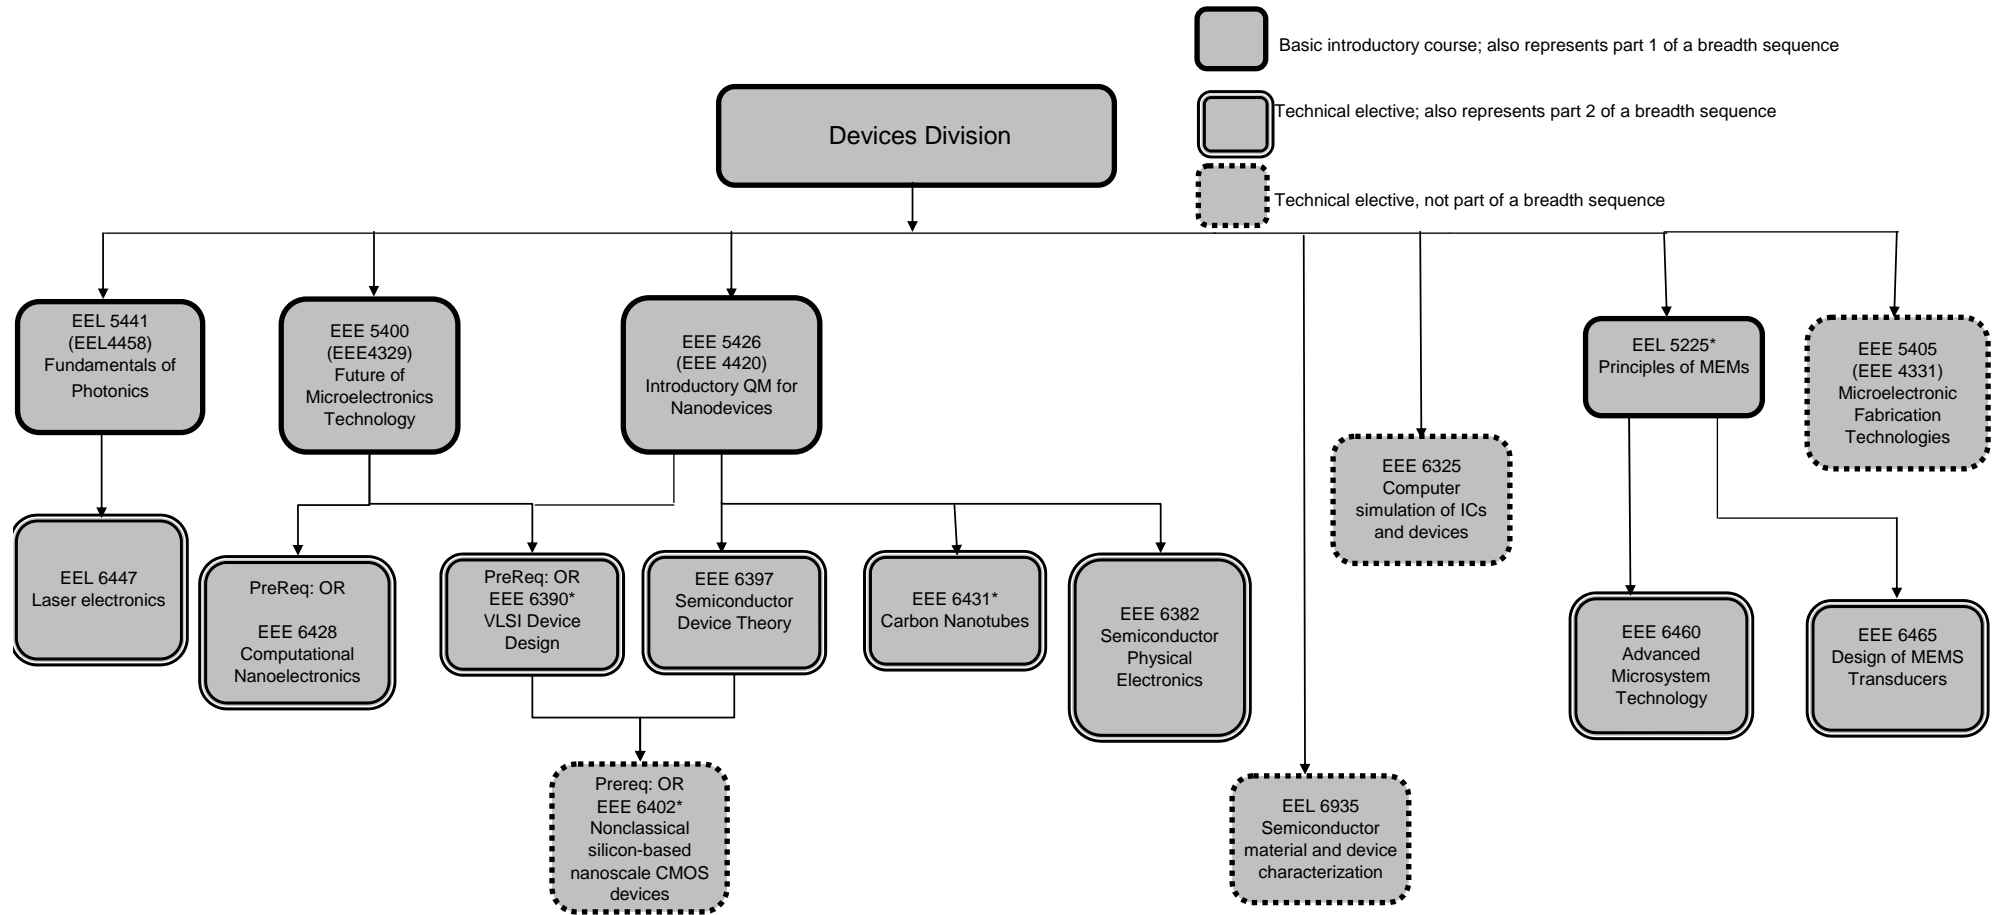 Basic introductory course; also represents part 1 of a breadth sequence
Technical elective; also represents part 2 of a breadth sequence
Devices Division
Technical elective, not part of a breadth sequence
EEL 5441
(EEL4458)
Fundamentals of
Photonics
EEE 5400
(EEE4329)
Future of
Microelectronics
Technology
EEE 5426
(EEE 4420)
Introductory QM for
Nanodevices
EEL 5225*
Principles of MEMs
EEE 5405
(EEE 4331)
Microelectronic
Fabrication
Technologies
EEE 6325
Computer
simulation of ICs
and devices
EEL 6447
Laser electronics
PreReq: OR
EEE 6428
Computational
Nanoelectronics
PreReq: OR
EEE 6390*
VLSI Device
Design
EEE 6397
Semiconductor
Device Theory
EEE 6431*
Carbon Nanotubes
EEE 6382
Semiconductor
Physical
Electronics
EEE 6460
Advanced
Microsystem
Technology
EEE 6465
Design of MEMS
Transducers
Prereq: OR
EEE 6402*
Nonclassical
silicon-based
nanoscale CMOS
devices
EEL 6935
Semiconductor
material and device
characterization